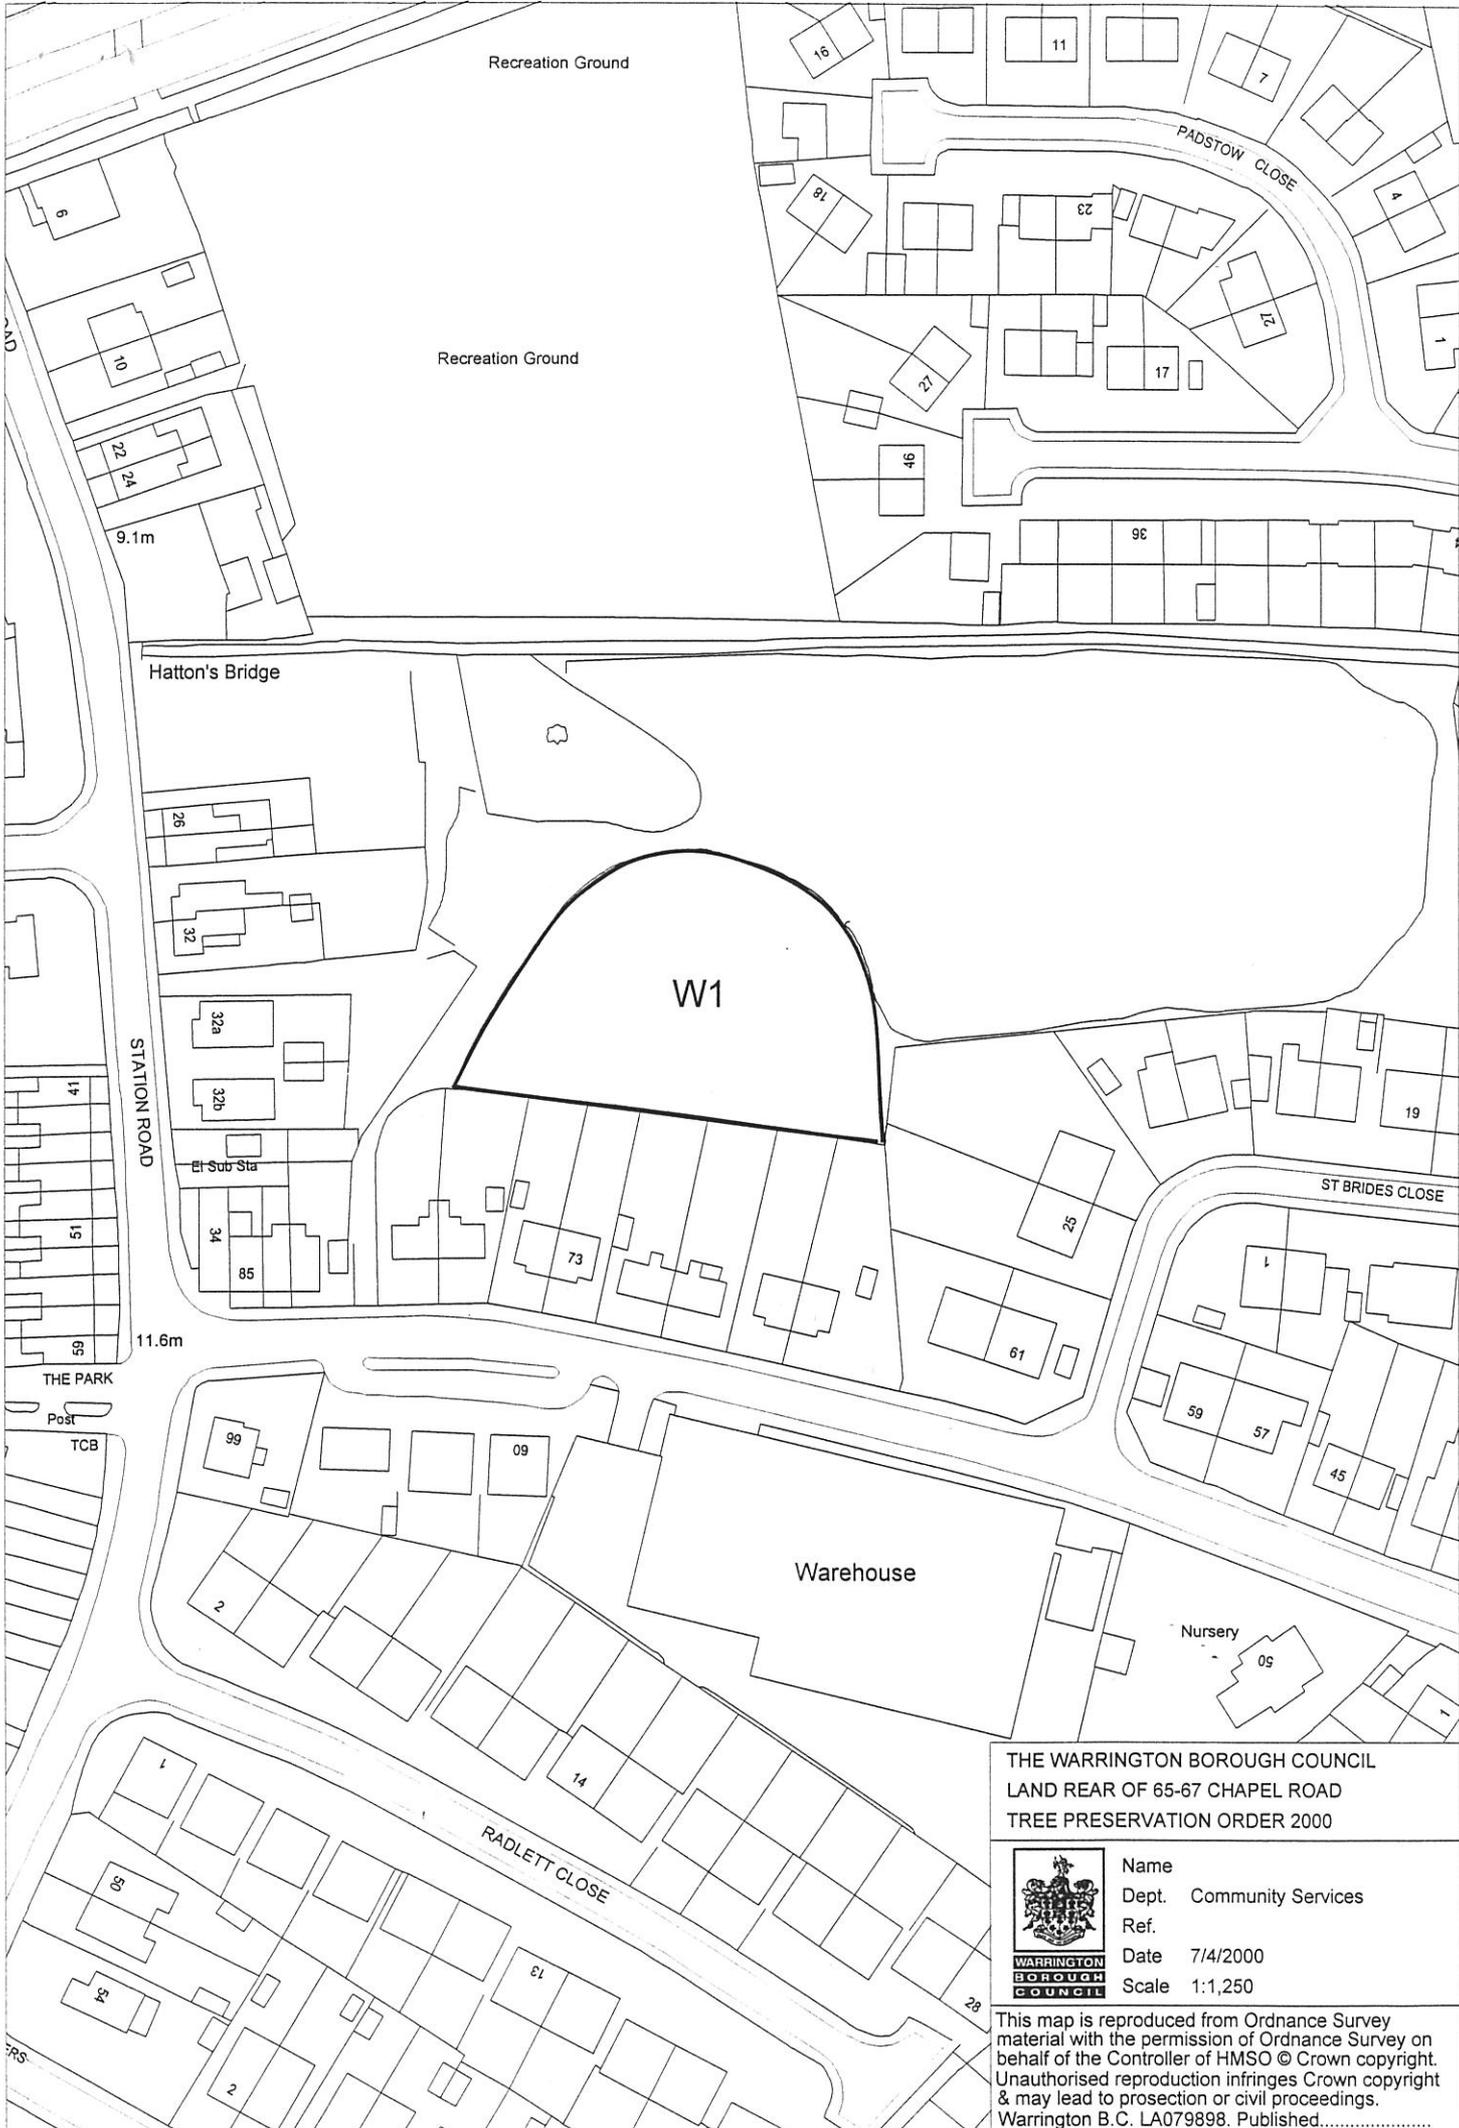 Recreation Ground
16
11
7
PADSTOW CLOSE
4
6
18
23
27
1
Recreation Ground
10
27
17
22
24
46
36
9.1m
Hatton's Bridge
26
32
W1
32a
32b
STATION ROAD
41
El Sub Sta
51
34
85
73
25
19
ST BRIDES CLOSE
1
59
11.6m
61
THE PARK
Post
TCB
99
60
59
57
45
Warehouse
2
Nursery
50
1
14
1
RADLETT CLOSE
50
13
54
28
2
ERS
THE WARRINGTON BOROUGH COUNCIL
LAND REAR OF 65-67 CHAPEL ROAD
TREE PRESERVATION ORDER 2000
Name
Dept. Community Services
Ref.
Date 7/4/2000
Scale 1:1,250
WARRINGTON
BOROUGH
COUNCIL
This map is reproduced from Ordnance Survey
material with the permission of Ordnance Survey on
behalf of the Controller of HMSO © Crown copyright.
Unauthorised reproduction infringes Crown copyright
& may lead to prosection or civil proceedings.
Warrington B.C. LA079898. Published.....................